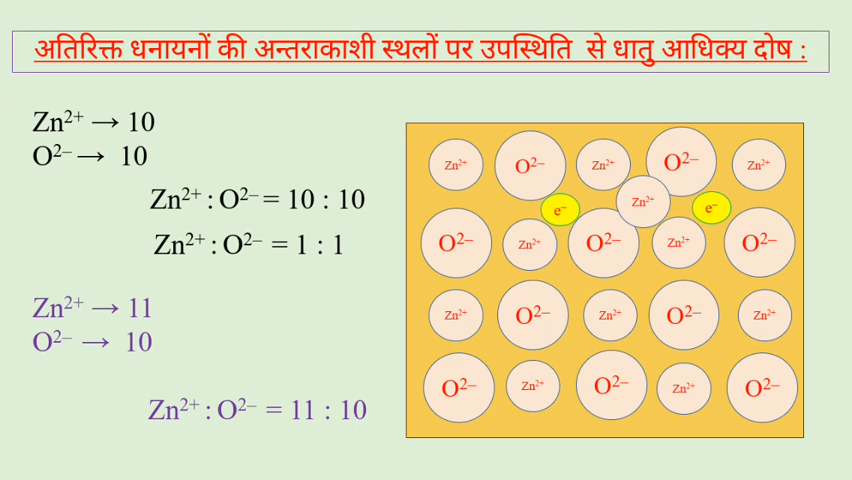 अतिरिक्त धनायनों की अन्तराकाशी स्थलों पर उपस्थिति से धातु आधिक्य दोष :
Zn²⁺ → 10
O²⁻ → 10
Zn²⁺ : O²⁻ = 10 : 10
Zn²⁺ : O²⁻ = 1 : 1
Zn²⁺ → 11
O²⁻ → 10
Zn²⁺ : O²⁻ = 11 : 10
Zn²⁺ O²⁻ Zn²⁺ O²⁻ Zn²⁺
e⁻ Zn²⁺ e⁻
O²⁻ Zn²⁺ O²⁻ Zn²⁺ O²⁻
Zn²⁺ O²⁻ Zn²⁺ O²⁻ Zn²⁺
O²⁻ Zn²⁺ O²⁻ Zn²⁺ O²⁻